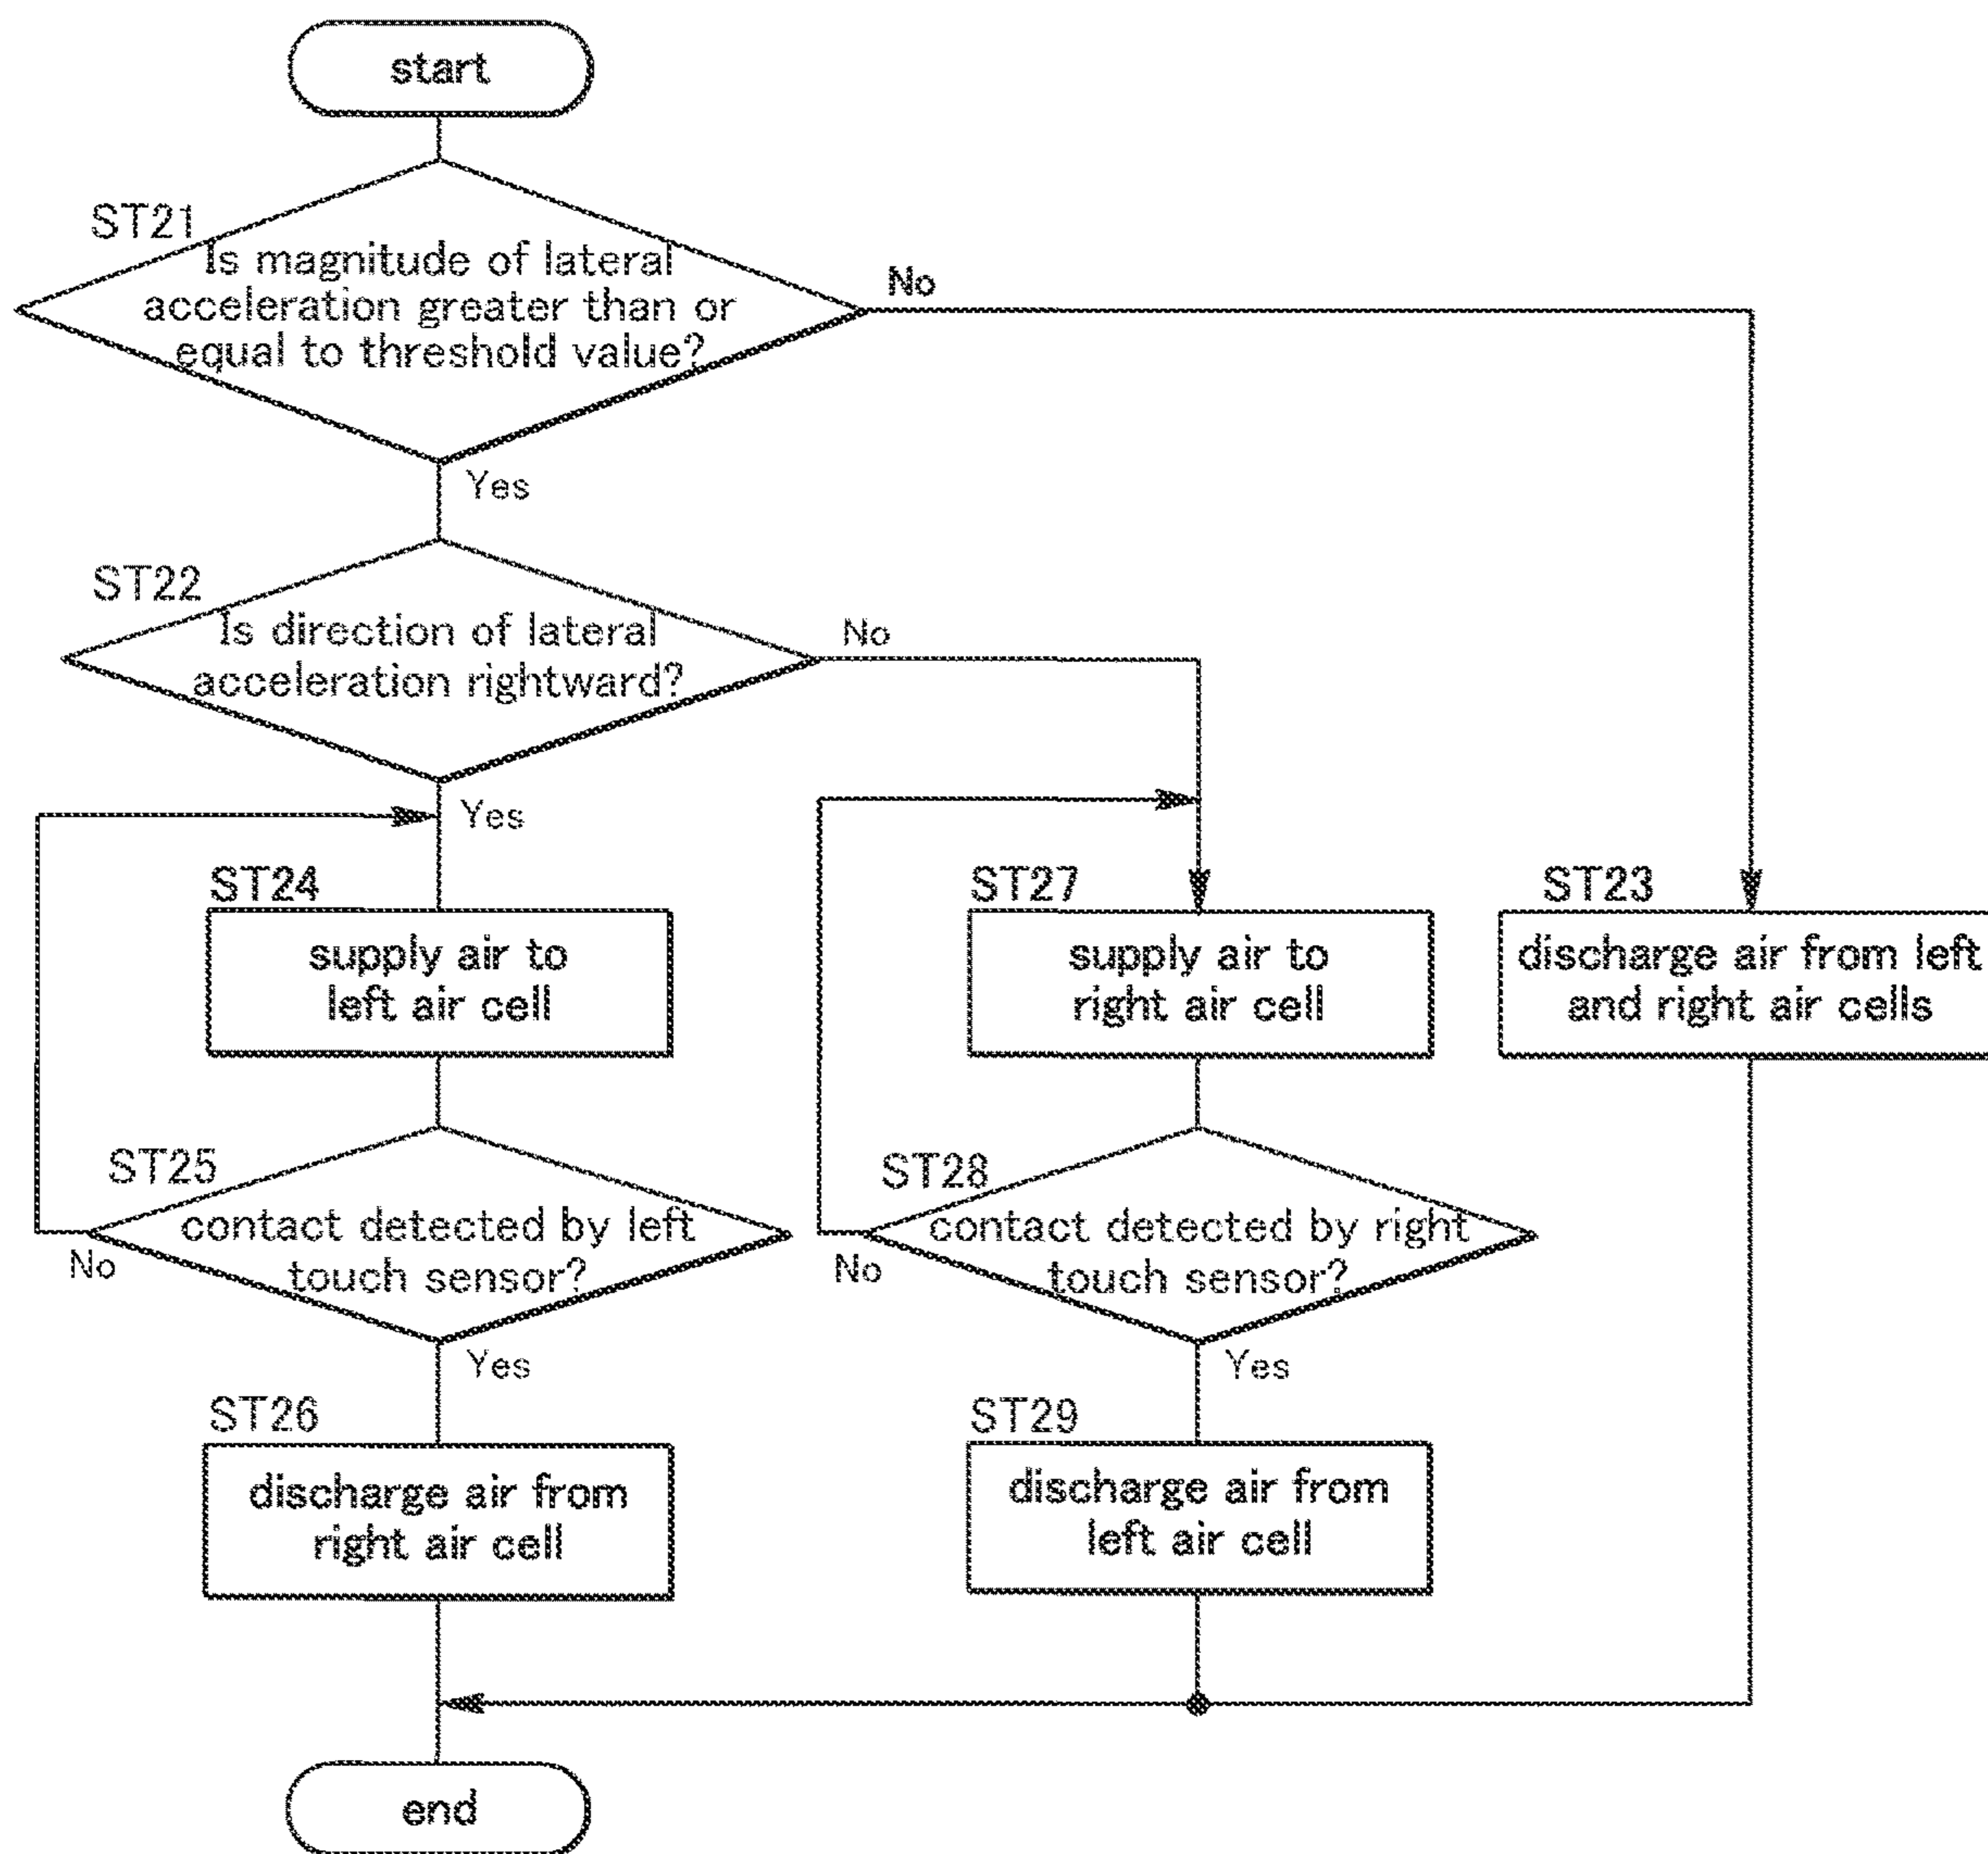 start
ST21
Is magnitude of lateral
acceleration greater than or
equal to threshold value?
No
Yes
ST22
Is direction of lateral
acceleration rightward?
No
Yes
ST24
supply air to
left air cell
ST27
supply air to
right air cell
ST23
discharge air from left
and right air cells
ST25
contact detected by left
touch sensor?
No
Yes
ST28
contact detected by right
touch sensor?
No
Yes
ST26
discharge air from
right air cell
ST29
discharge air from
left air cell
end